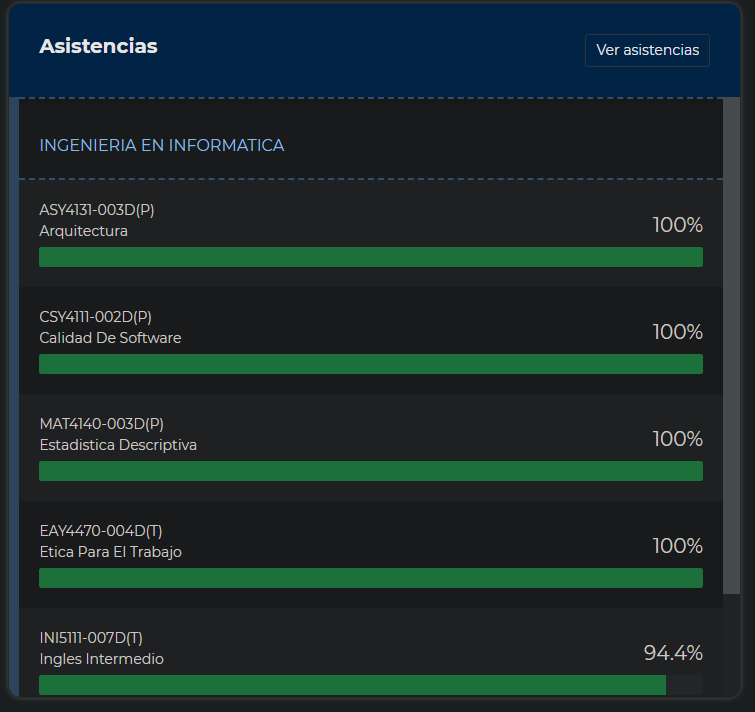 Asistencias
Ver asistencias
INGENIERIA EN INFORMATICA
ASY4131-003D(P)
Arquitectura
100%
CSY4111-002D(P)
Calidad De Software
100%
MAT4140-003D(P)
Estadistica Descriptiva
100%
EAY4470-004D(T)
Etica Para El Trabajo
100%
INI5111-007D(T)
Ingles Intermedio
94.4%